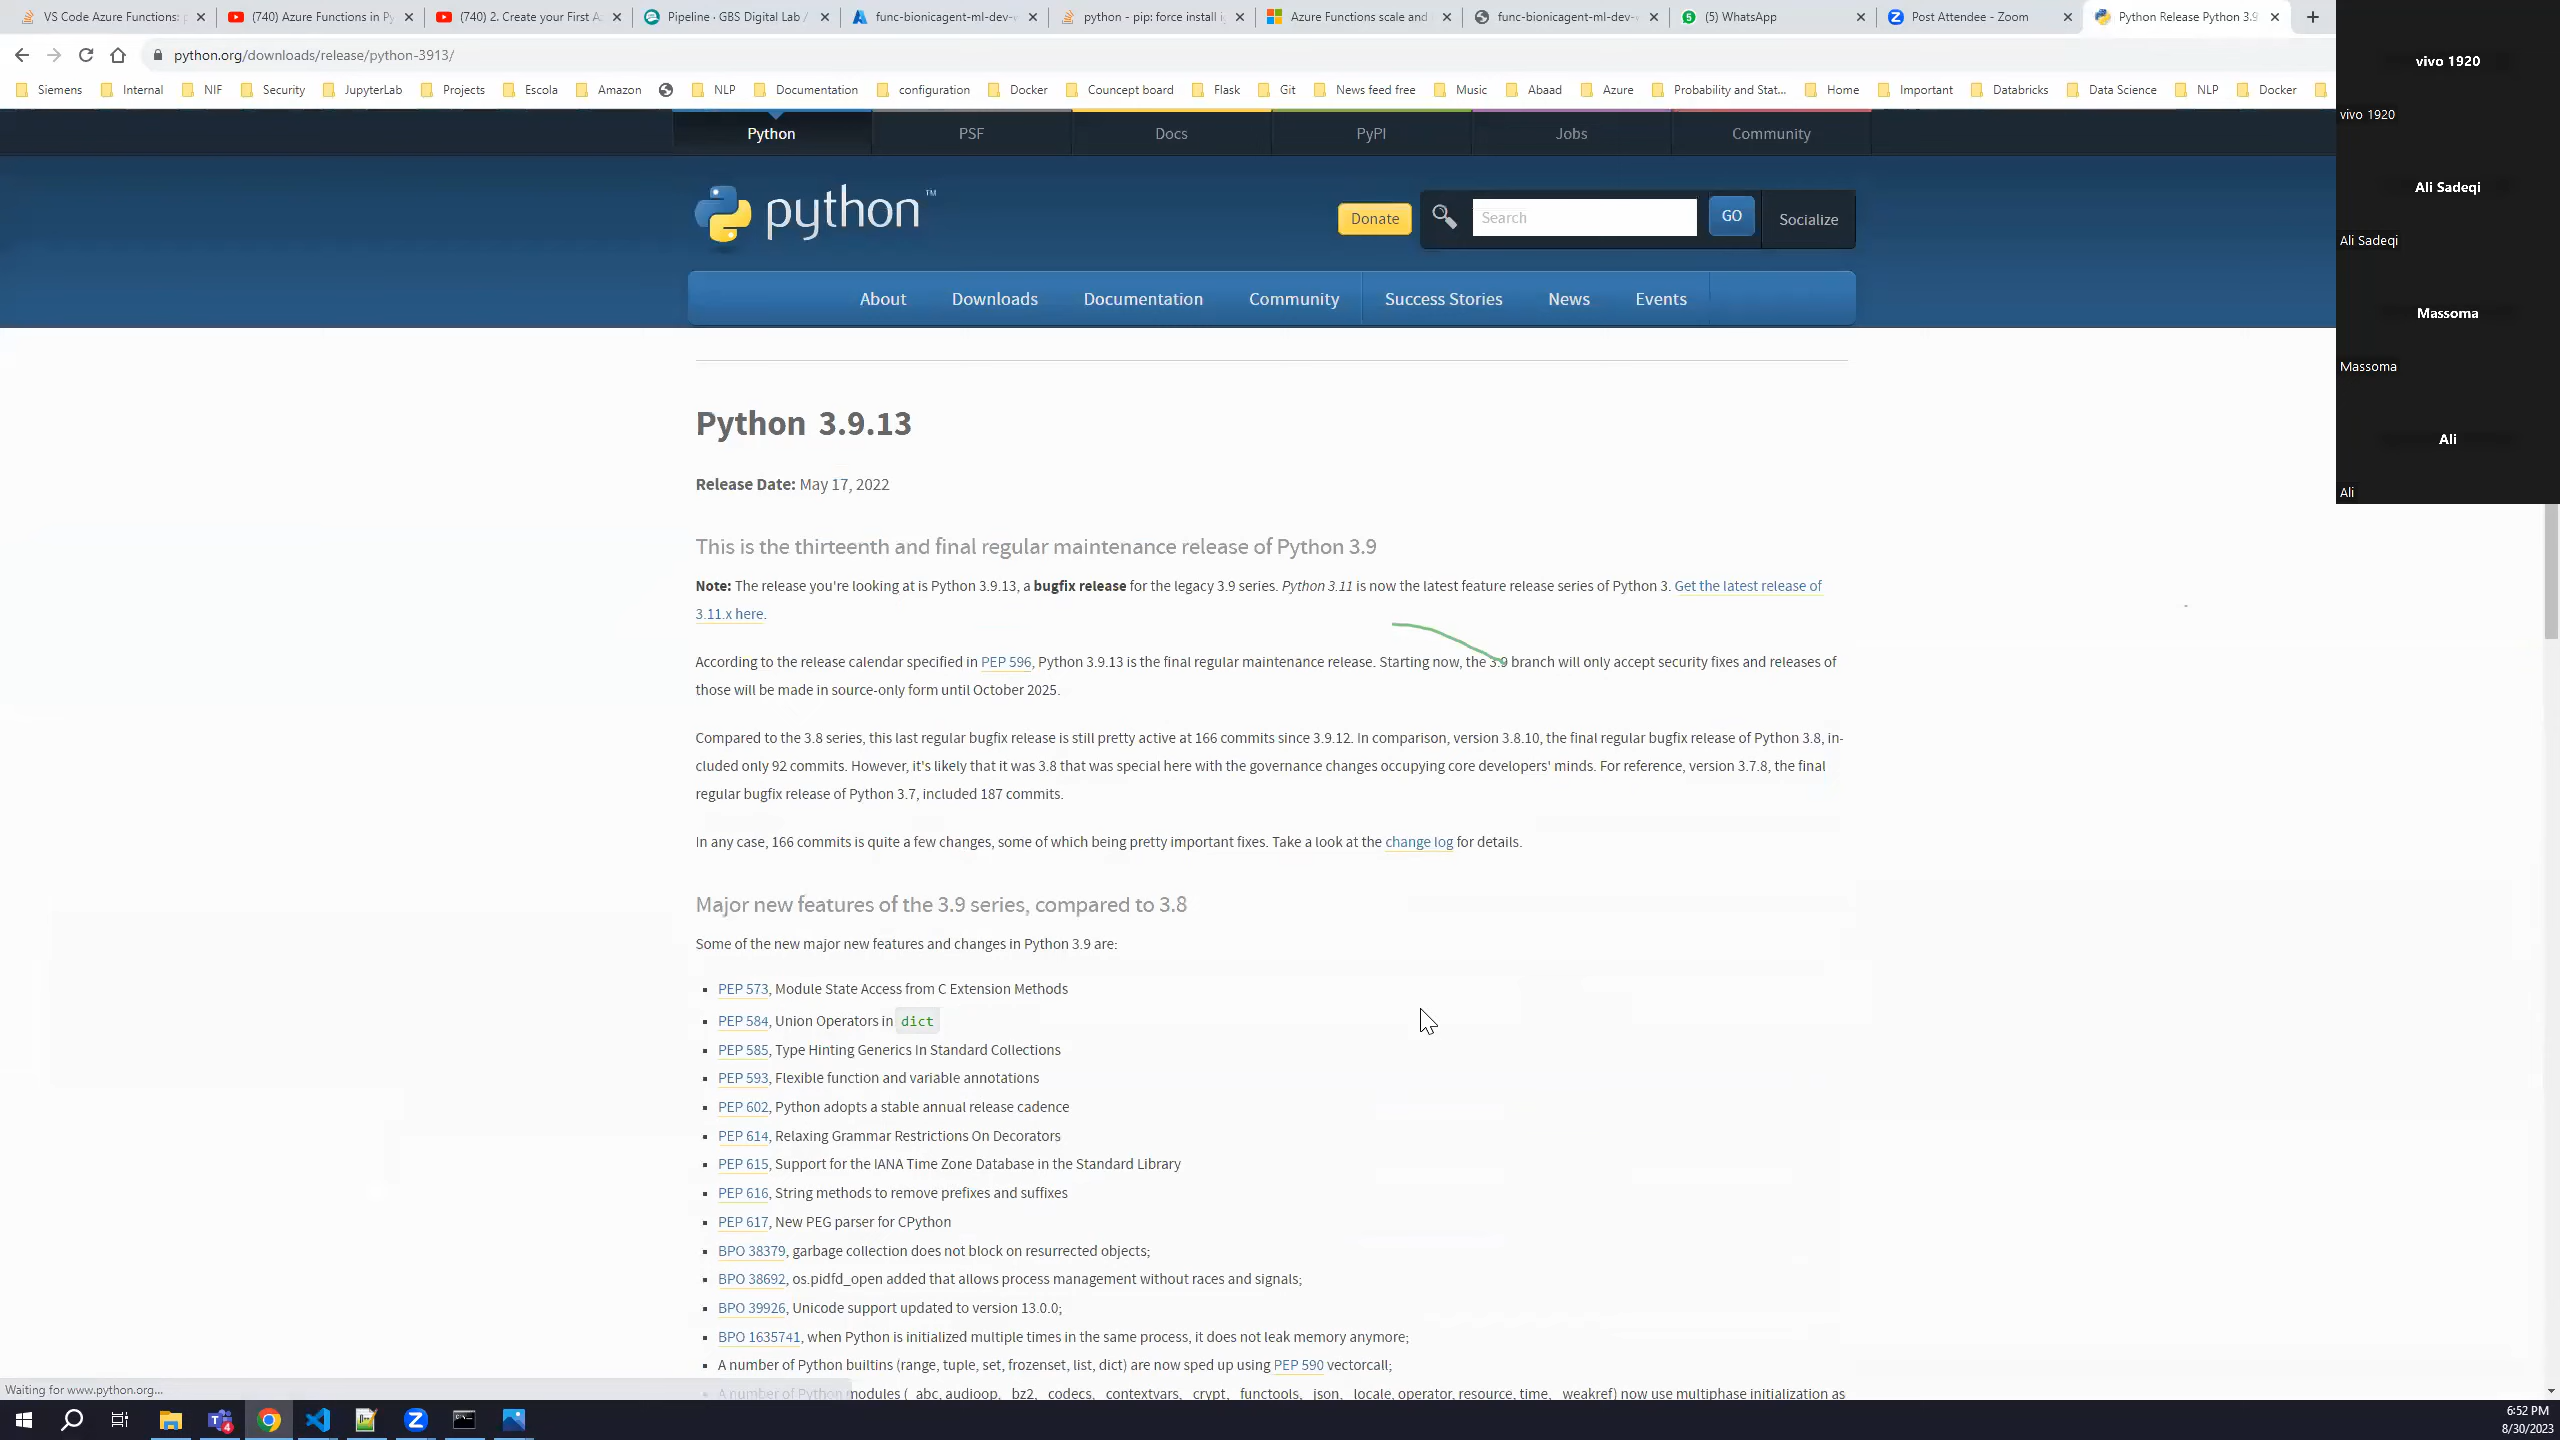 VS Code Azure Functions:
(740) Azure Functions in Py
(740) 2. Create your First A
Pipeline · GBS Digital Lab /
func-bionicagent-ml-dev-
python - pip: force install
Azure Functions scale and
func-bionicagent-ml-dev-
(5) WhatsApp
Post Attendee - Zoom
Python Release Python 3.9
python.org/downloads/release/python-3913/
Siemens Internal NIF Security JupyterLab Projects Escola Amazon NLP Documentation configuration Docker Councept board Flask Git News feed free Music Abaad Azure Probability and Stat... Home Important Databricks Data Science NLP Docker
vivo 1920
vivo 1920
Ali Sadeqi
Ali Sadeqi
Massoma
Massoma
Ali
Ali
Python PSF Docs PyPI Jobs Community
python™
Donate Search GO Socialize
About Downloads Documentation Community Success Stories News Events
Python 3.9.13
Release Date: May 17, 2022
This is the thirteenth and final regular maintenance release of Python 3.9
Note: The release you're looking at is Python 3.9.13, a bugfix release for the legacy 3.9 series. Python 3.11 is now the latest feature release series of Python 3. Get the latest release of
3.11.x here.
According to the release calendar specified in PEP 596, Python 3.9.13 is the final regular maintenance release. Starting now, the 3.9 branch will only accept security fixes and releases of
those will be made in source-only form until October 2025.
Compared to the 3.8 series, this last regular bugfix release is still pretty active at 166 commits since 3.9.12. In comparison, version 3.8.10, the final regular bugfix release of Python 3.8, in-
cluded only 92 commits. However, it's likely that it was 3.8 that was special here with the governance changes occupying core developers' minds. For reference, version 3.7.8, the final
regular bugfix release of Python 3.7, included 187 commits.
In any case, 166 commits is quite a few changes, some of which being pretty important fixes. Take a look at the change log for details.
Major new features of the 3.9 series, compared to 3.8
Some of the new major new features and changes in Python 3.9 are:
PEP 573, Module State Access from C Extension Methods
PEP 584, Union Operators in dict
PEP 585, Type Hinting Generics In Standard Collections
PEP 593, Flexible function and variable annotations
PEP 602, Python adopts a stable annual release cadence
PEP 614, Relaxing Grammar Restrictions On Decorators
PEP 615, Support for the IANA Time Zone Database in the Standard Library
PEP 616, String methods to remove prefixes and suffixes
PEP 617, New PEG parser for CPython
BPO 38379, garbage collection does not block on resurrected objects;
BPO 38692, os.pidfd_open added that allows process management without races and signals;
BPO 39926, Unicode support updated to version 13.0.0;
BPO 1635741, when Python is initialized multiple times in the same process, it does not leak memory anymore;
A number of Python builtins (range, tuple, set, frozenset, list, dict) are now sped up using PEP 590 vectorcall;
A number of Python modules (_abc, audioop, _bz2, _codecs, _contextvars, _crypt, _functools, _json, _locale, operator, resource, time, _weakref) now use multiphase initialization as
Waiting for www.python.org...
4
6:52 PM
8/30/2023